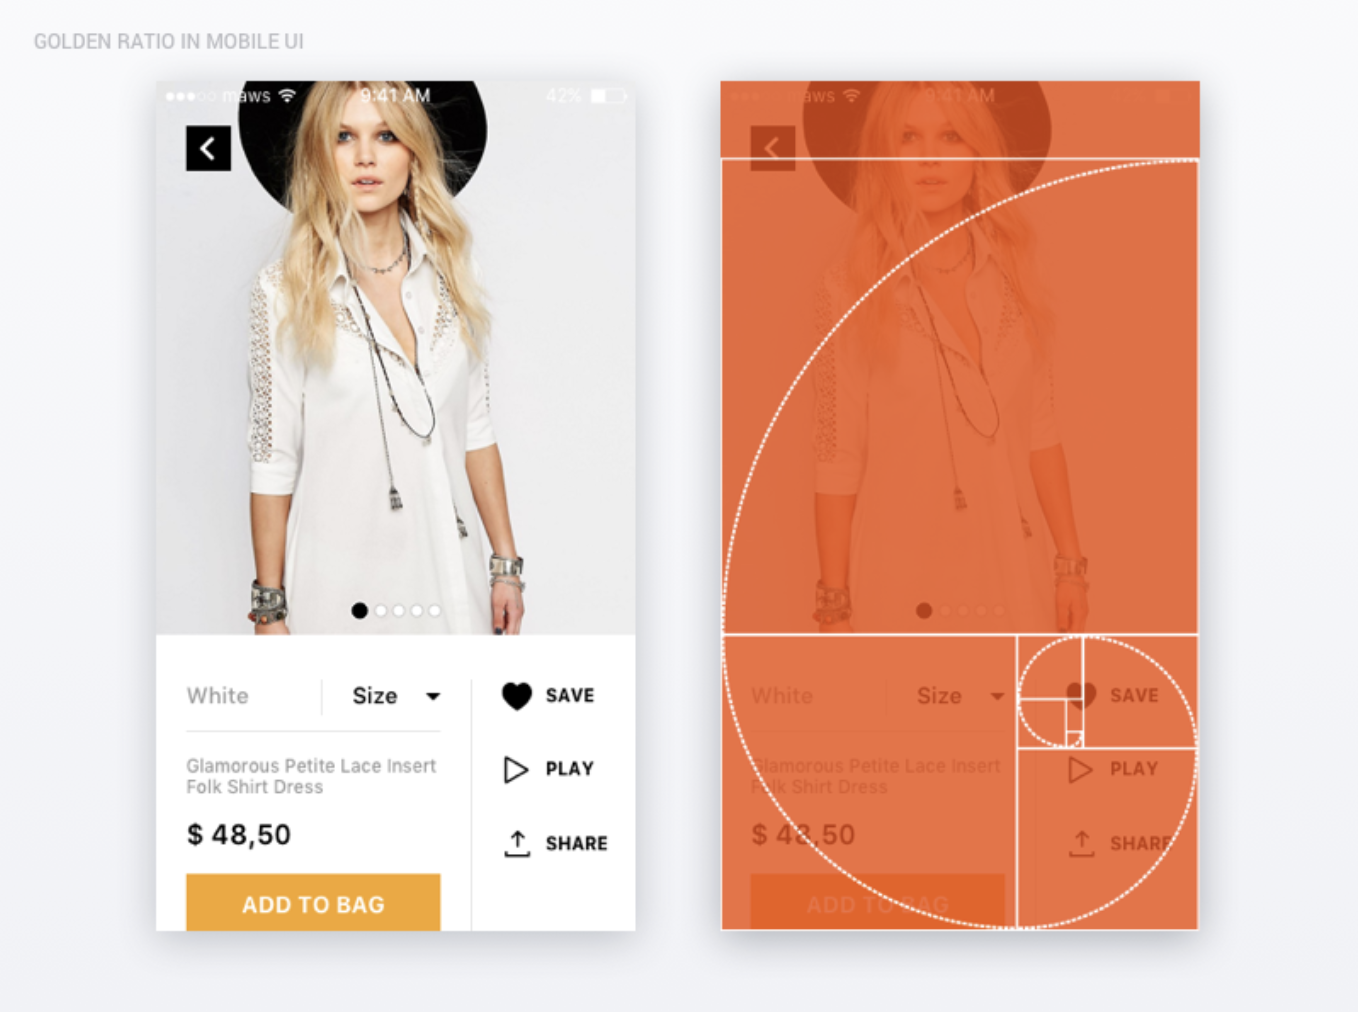 GOLDEN RATIO IN MOBILE UI
maws 9:41 AM 42%
White Size SAVE
PLAY
Glamorous Petite Lace Insert
Folk Shirt Dress
$ 48,50
SHARE
ADD TO BAG
aws 9:41 AM
White Size SAVE
PLAY
Glamorous Petite Lace Insert
Folk Shirt Dress
$ 48,50
SHARE
ADD TO BAG